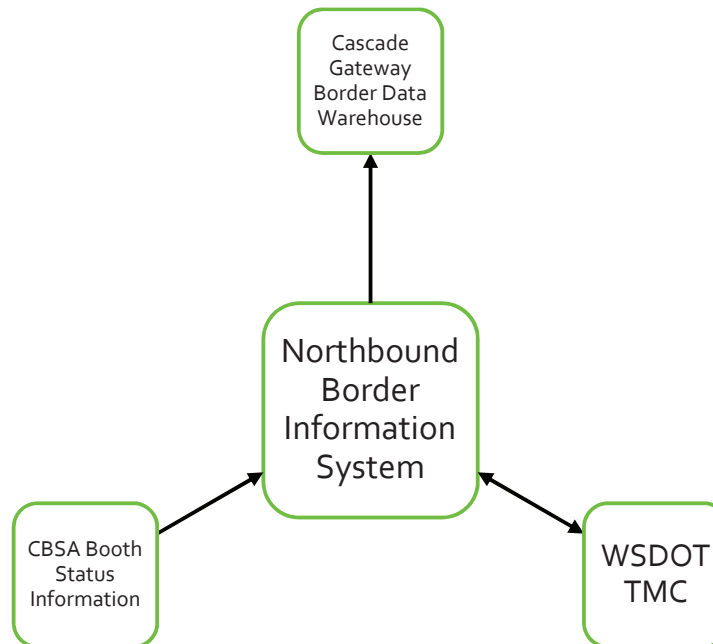 Cascade
Gateway
Border Data
Warehouse
Northbound
Border
Information
System
CBSA Booth
Status
Information
WSDOT
TMC